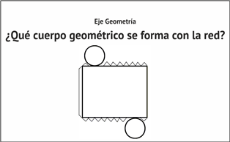 Eje Geometría
¿Qué cuerpo geométrico se forma con la red?